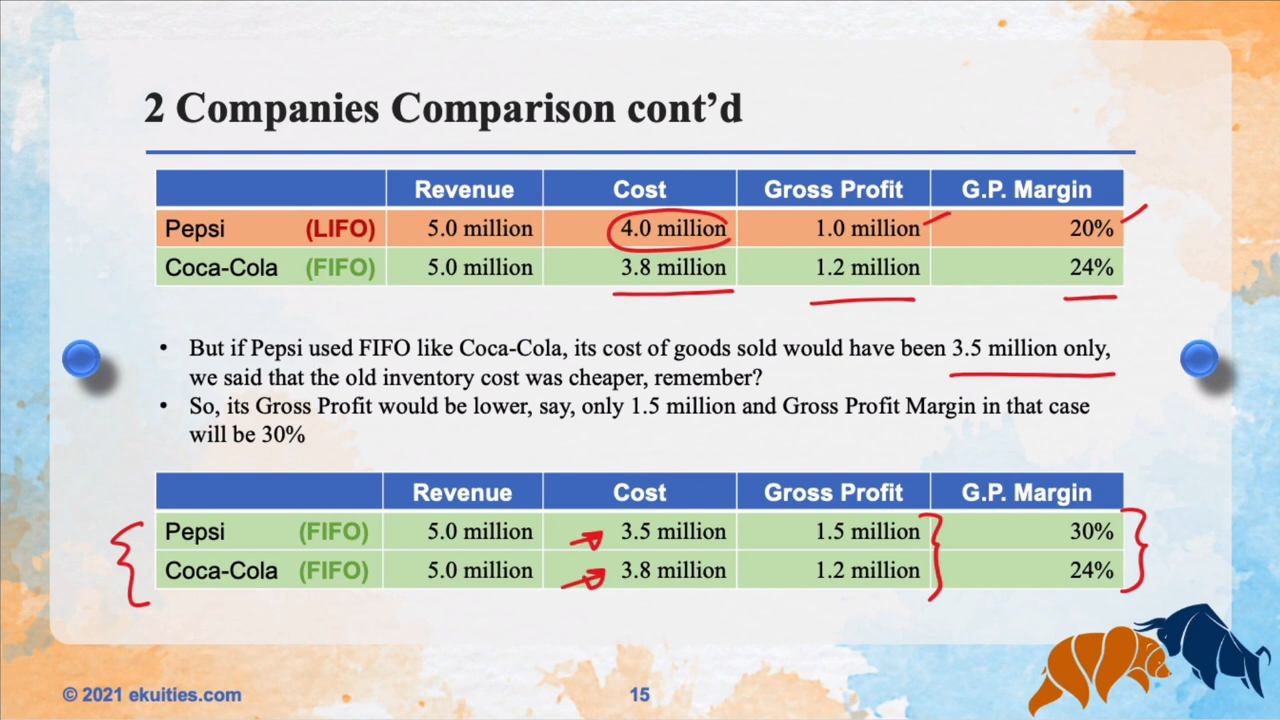 2 Companies Comparison cont’d
Revenue Cost Gross Profit G.P. Margin
Pepsi (LIFO) 5.0 million 4.0 million 1.0 million 20%
Coca-Cola (FIFO) 5.0 million 3.8 million 1.2 million 24%
• But if Pepsi used FIFO like Coca-Cola, its cost of goods sold would have been 3.5 million only,
we said that the old inventory cost was cheaper, remember?
• So, its Gross Profit would be lower, say, only 1.5 million and Gross Profit Margin in that case
will be 30%
Revenue Cost Gross Profit G.P. Margin
Pepsi (FIFO) 5.0 million 3.5 million 1.5 million 30%
Coca-Cola (FIFO) 5.0 million 3.8 million 1.2 million 24%
© 2021 ekuities.com 15